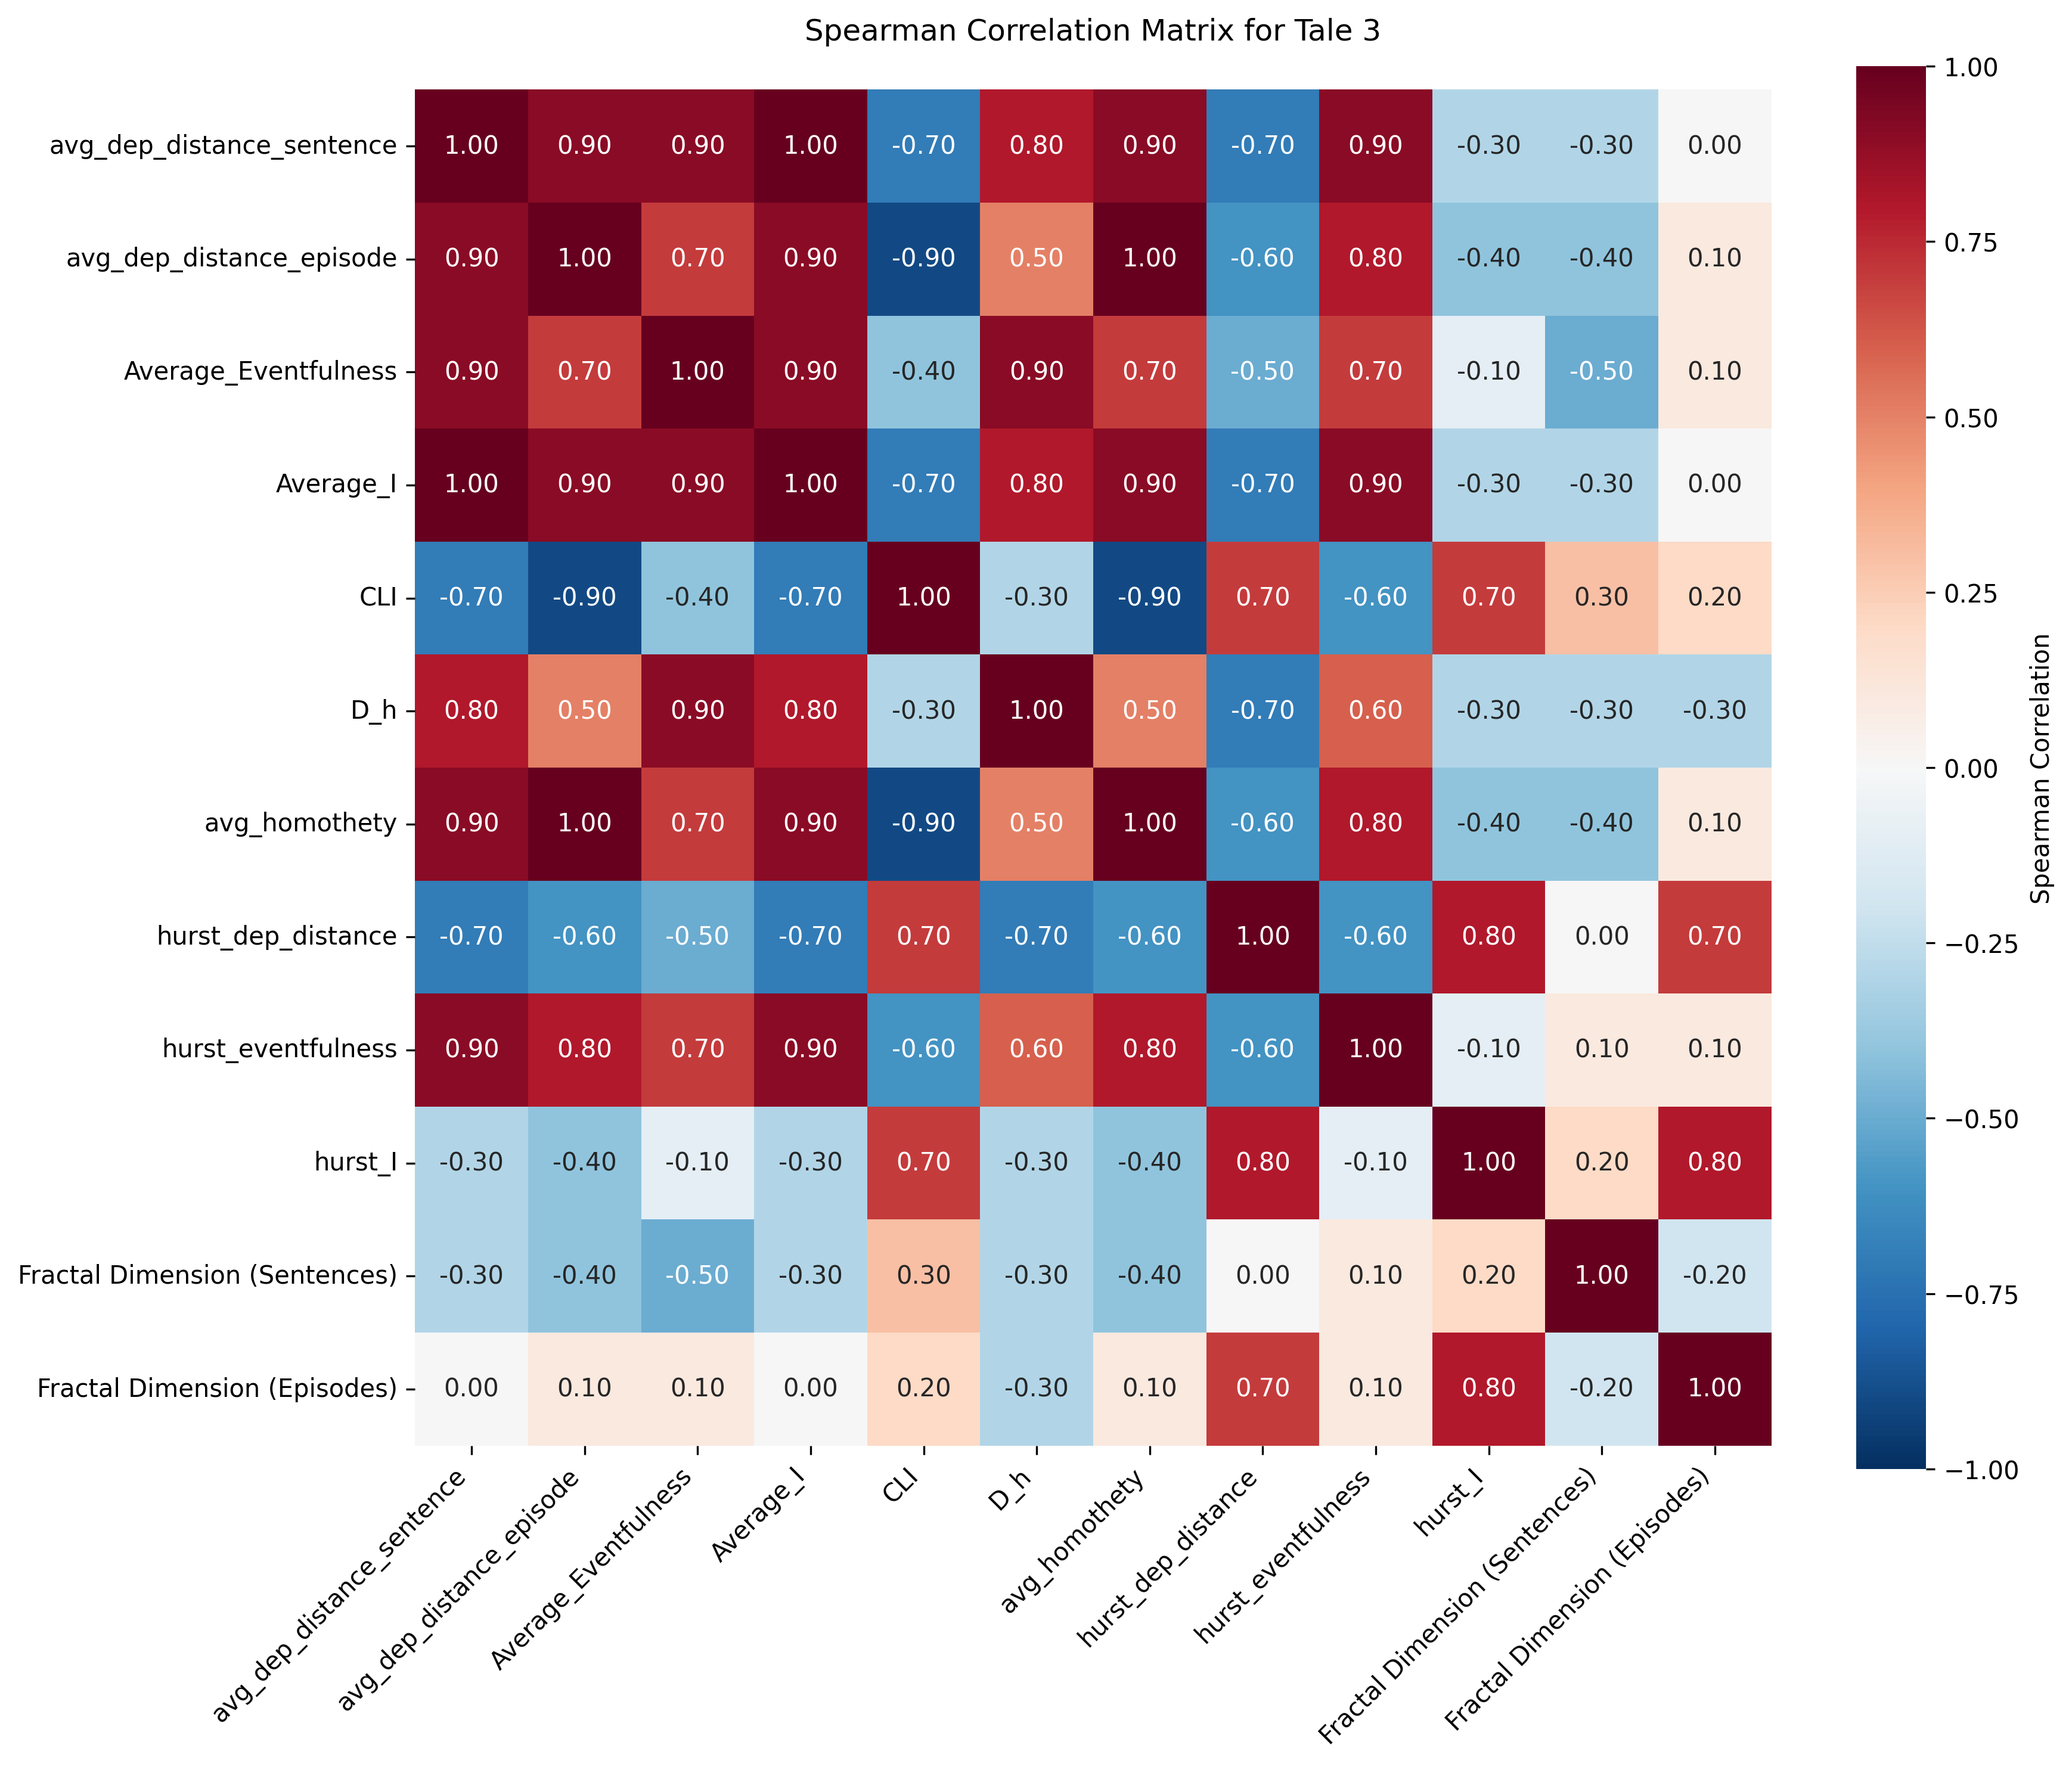 Spearman Correlation Matrix for Tale 3
avg_dep_distance_sentence 1.00 0.90 0.90 1.00 -0.70 0.80 0.90 -0.70 0.90 -0.30 -0.30 0.00
avg_dep_distance_episode 0.90 1.00 0.70 0.90 -0.90 0.50 1.00 -0.60 0.80 -0.40 -0.40 0.10
Average_Eventfulness 0.90 0.70 1.00 0.90 -0.40 0.90 0.70 -0.50 0.70 -0.10 -0.50 0.10
Average_I 1.00 0.90 0.90 1.00 -0.70 0.80 0.90 -0.70 0.90 -0.30 -0.30 0.00
CLI -0.70 -0.90 -0.40 -0.70 1.00 -0.30 -0.90 0.70 -0.60 0.70 0.30 0.20
D_h 0.80 0.50 0.90 0.80 -0.30 1.00 0.50 -0.70 0.60 -0.30 -0.30 -0.30
avg_homothety 0.90 1.00 0.70 0.90 -0.90 0.50 1.00 -0.60 0.80 -0.40 -0.40 0.10
hurst_dep_distance -0.70 -0.60 -0.50 -0.70 0.70 -0.70 -0.60 1.00 -0.60 0.80 0.00 0.70
hurst_eventfulness 0.90 0.80 0.70 0.90 -0.60 0.60 0.80 -0.60 1.00 -0.10 0.10 0.10
hurst_I -0.30 -0.40 -0.10 -0.30 0.70 -0.30 -0.40 0.80 -0.10 1.00 0.20 0.80
Fractal Dimension (Sentences) -0.30 -0.40 -0.50 -0.30 0.30 -0.30 -0.40 0.00 0.10 0.20 1.00 -0.20
Fractal Dimension (Episodes) 0.00 0.10 0.10 0.00 0.20 -0.30 0.10 0.70 0.10 0.80 -0.20 1.00
avg_dep_distance_sentence
avg_dep_distance_episode
Average_Eventfulness
Average_I
CLI
D_h
avg_homothety
hurst_dep_distance
hurst_eventfulness
hurst_I
Fractal Dimension (Sentences)
Fractal Dimension (Episodes)
1.00
0.75
0.50
0.25
0.00
−0.25
−0.50
−0.75
−1.00
Spearman Correlation